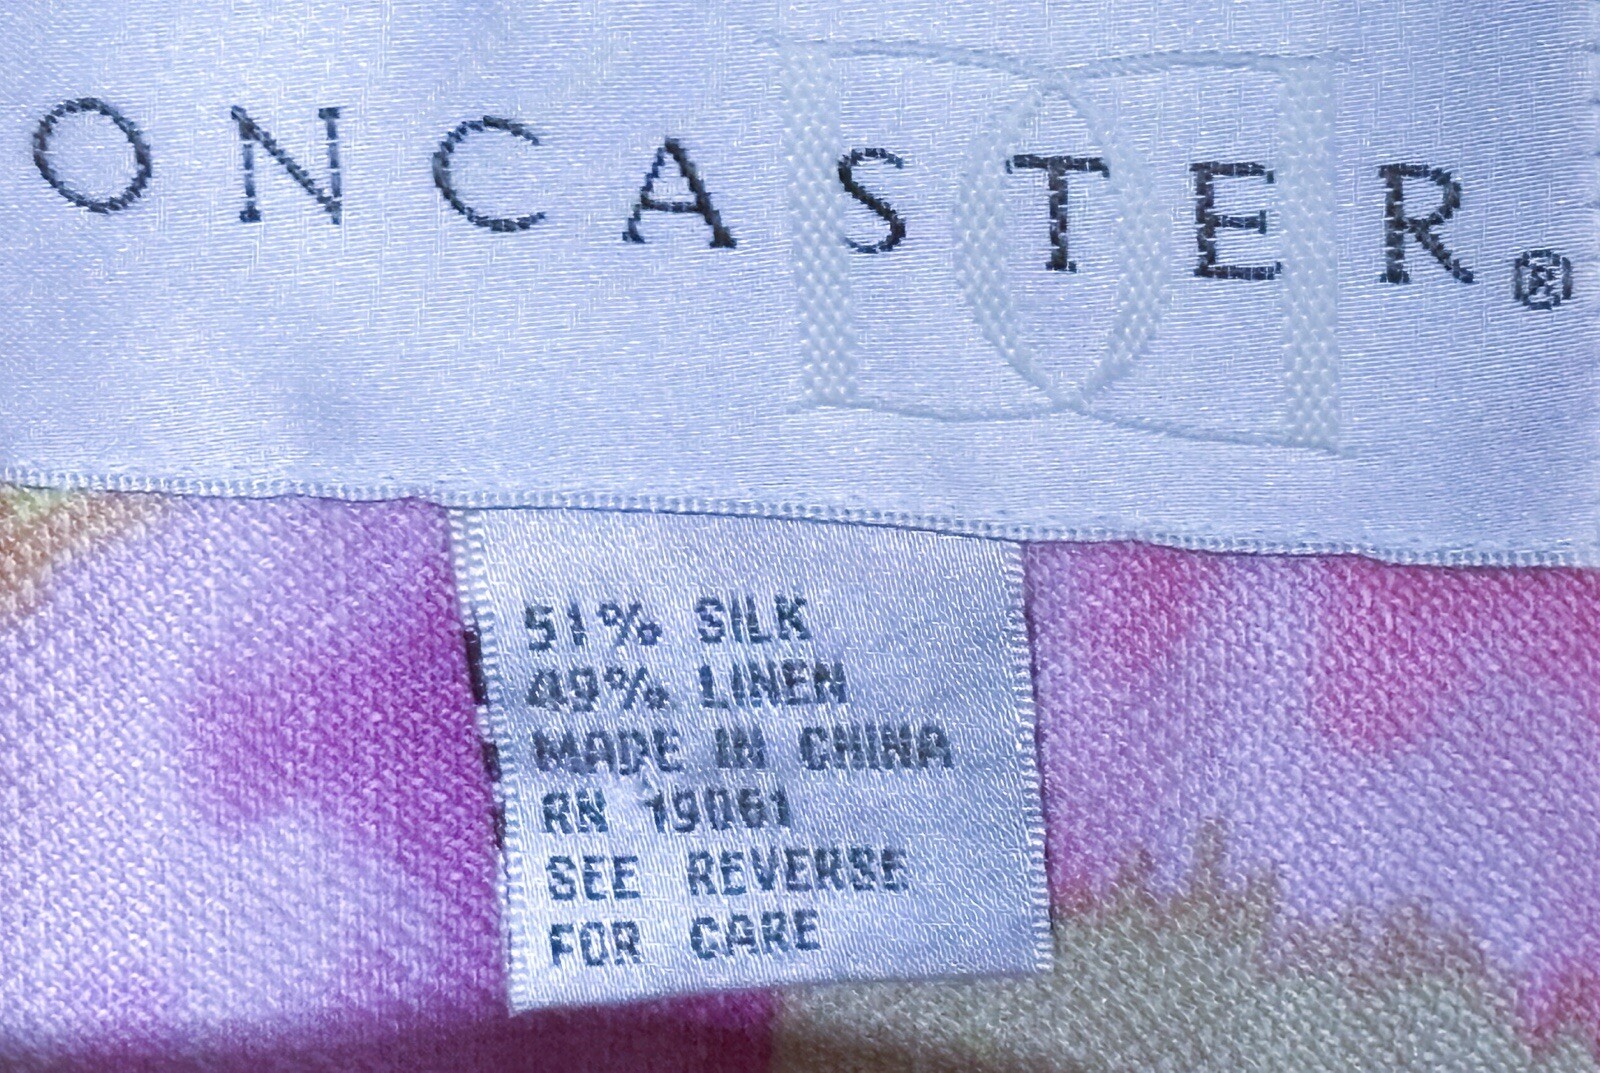 ONCASTER®
51% SILK
49% LINEN
MADE IN CHINA
RN 19061
SEE REVERSE
FOR CARE